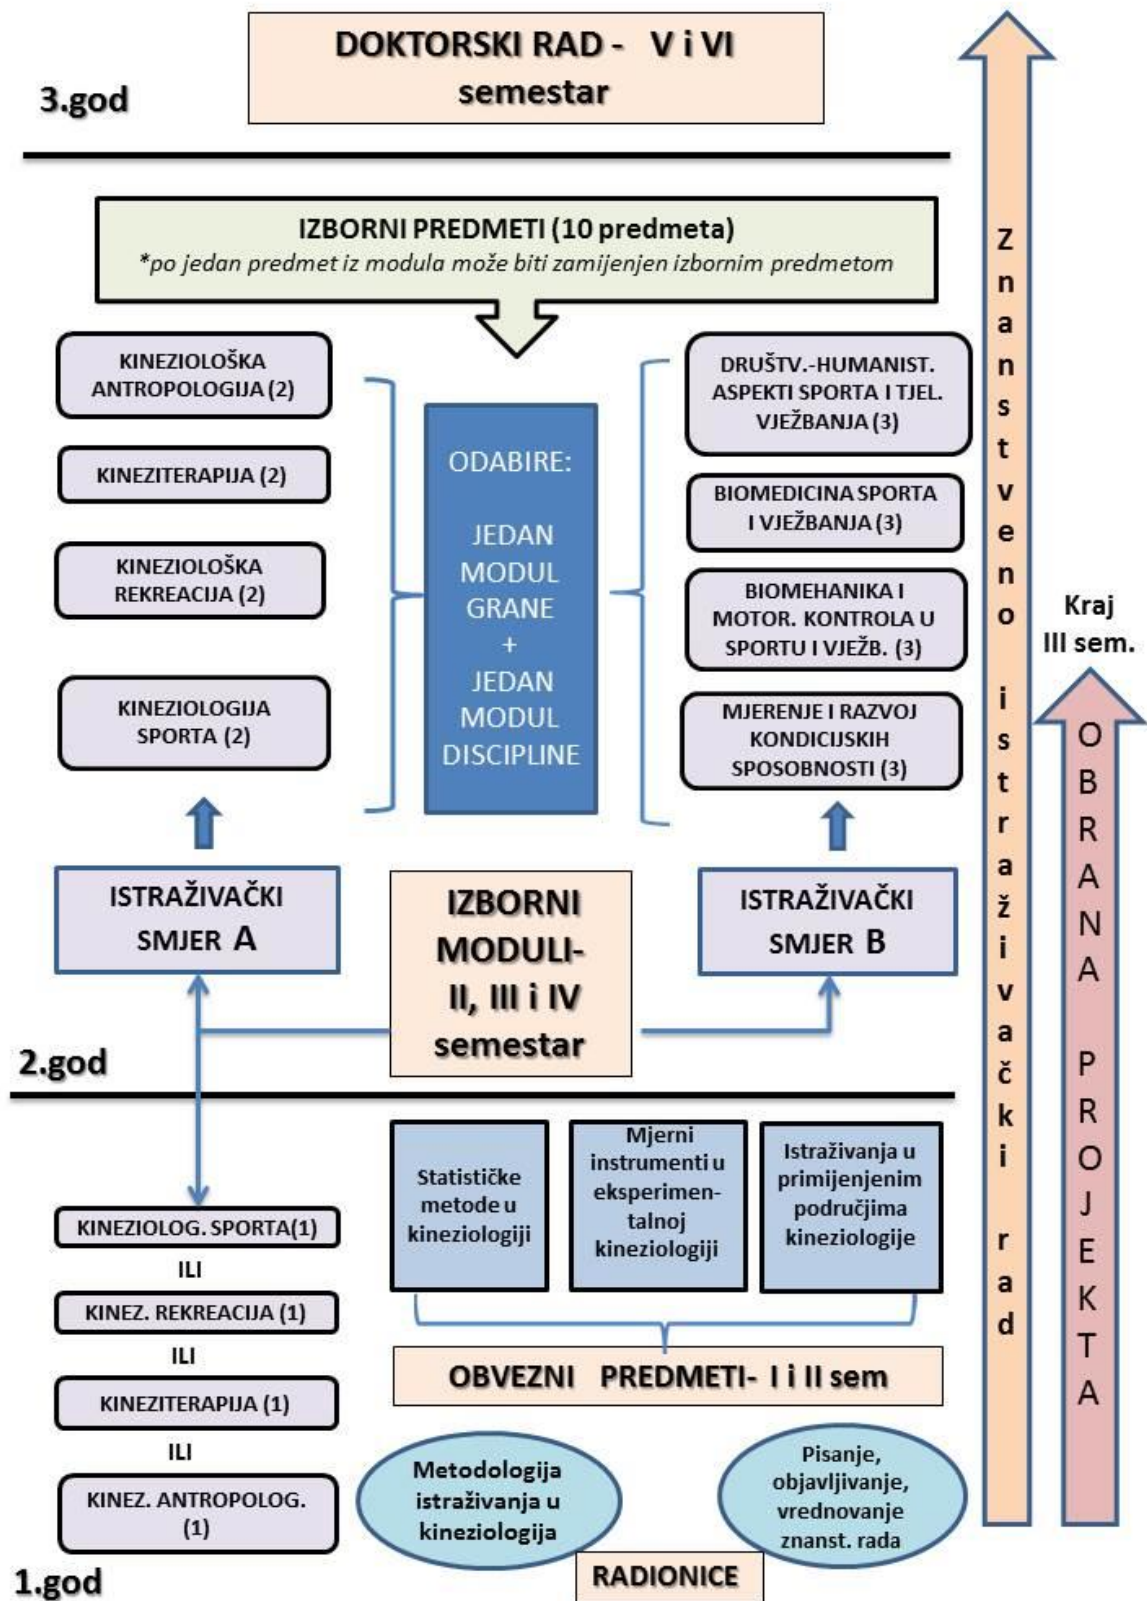 DOKTORSKI RAD - V i VI
semestar
3.god
IZBORNI PREDMETI (10 predmeta)
*po jedan predmet iz modula može biti zamijenjen izbornim predmetom
KINEZIOLOŠKA
ANTROPOLOGIJA (2)
KINEZITERAPIJA (2)
KINEZIOLOŠKA
REKREACIJA (2)
KINEZIOLOGIJA
SPORTA (2)
ODABIRE:
JEDAN
MODUL
GRANE
+
JEDAN
MODUL
DISCIPLINE
DRUŠTV.-HUMANIST.
ASPEKTI SPORTA I TJEL.
VJEŽBANJA (3)
BIOMEDICINA SPORTA
I VJEŽBANJA (3)
BIOMEHANIKA I
MOTOR. KONTROLA U
SPORTU I VJEŽB. (3)
MJERENJE I RAZVOJ
KONDICIJSKIH
SPOSOBNOSTI (3)
ISTRAŽIVAČKI
SMJER A
IZBORNI
MODULI-
II, III i IV
semestar
ISTRAŽIVAČKI
SMJER B
2.god
KINEZIOLOG. SPORTA(1)
ILI
KINEZ. REKREACIJA (1)
ILI
KINEZITERAPIJA (1)
ILI
KINEZ. ANTROPOLOG.
(1)
Statističke
metode u
kineziologiji
Mjerni
instrumenti u
eksperimen-
talnoj
kineziologiji
Istraživanja u
primijenjenim
područjima
kineziologije
OBVEZNI PREDMETI- I i II sem
Metodologija
istraživanja u
kineziologija
Pisanje,
objavljivanje,
vrednovanje
znanst. rada
RADIONICE
1.god
Znanstveno istraživački rad
Kraj
III sem.
OBRANA PROJEKTA